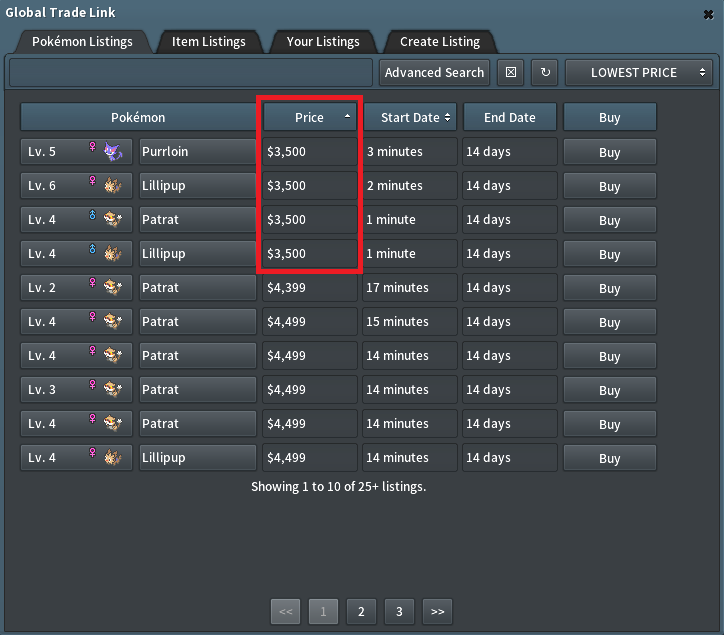 Global Trade Link
Pokémon Listings Item Listings Your Listings Create Listing
Advanced Search LOWEST PRICE
Pokémon Price Start Date End Date Buy
Lv. 5 ♀ Purrloin $3,500 3 minutes 14 days Buy
Lv. 6 ♀ Lillipup $3,500 2 minutes 14 days Buy
Lv. 4 ♂ Patrat $3,500 1 minute 14 days Buy
Lv. 4 ♂ Lillipup $3,500 1 minute 14 days Buy
Lv. 2 ♀ Patrat $4,399 17 minutes 14 days Buy
Lv. 4 ♀ Patrat $4,499 15 minutes 14 days Buy
Lv. 4 ♀ Patrat $4,499 14 minutes 14 days Buy
Lv. 3 ♀ Patrat $4,499 14 minutes 14 days Buy
Lv. 4 ♀ Patrat $4,499 14 minutes 14 days Buy
Lv. 4 ♀ Lillipup $4,499 14 minutes 14 days Buy
Showing 1 to 10 of 25+ listings.
<< 1 2 3 >>